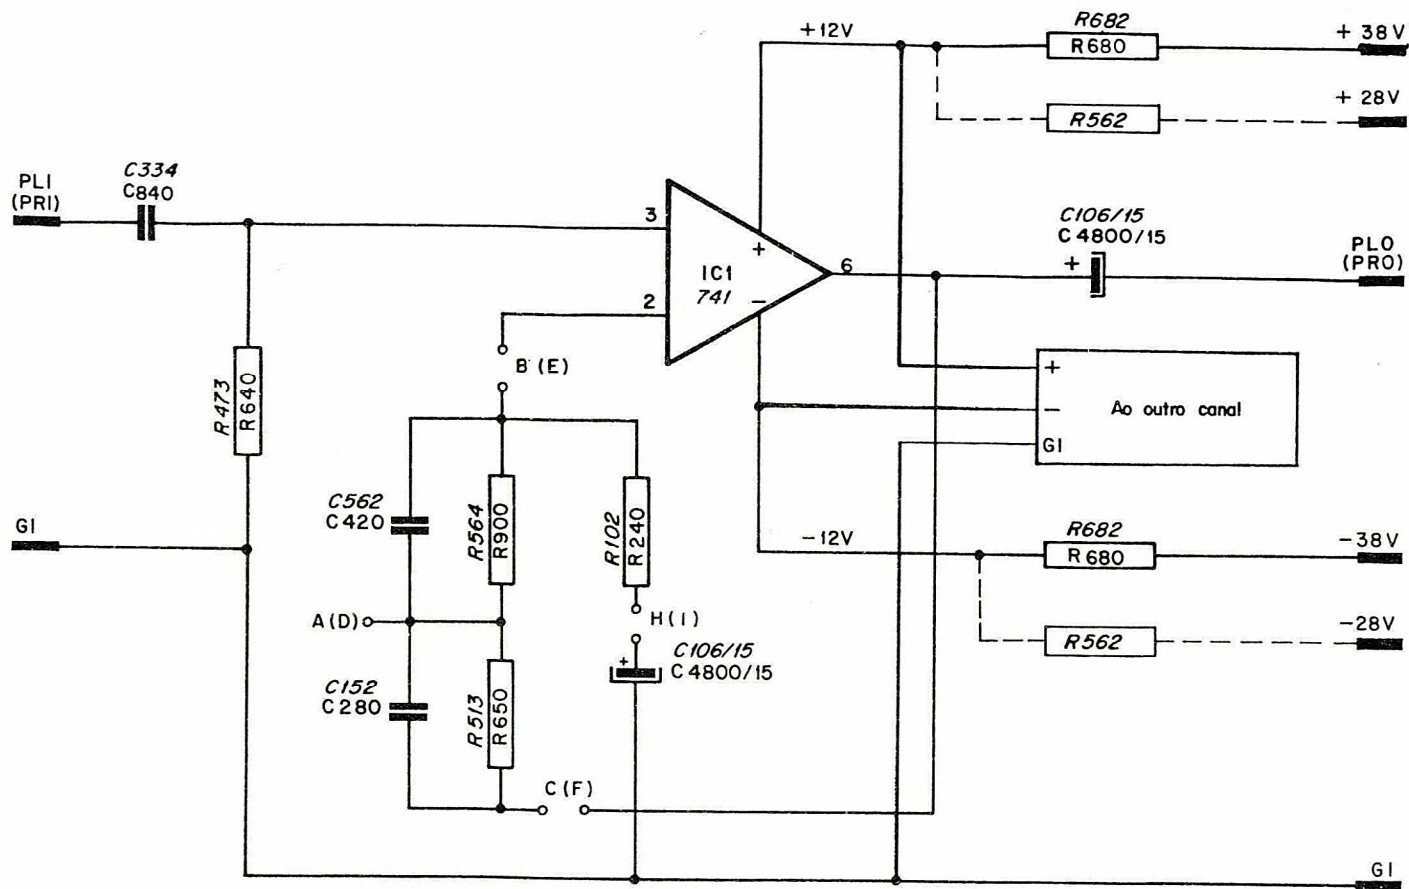 R682
+12V
R680
+38V
R562
+28V
C334
C840
PLI
(PRI)
3
C106/15
C4800/15
PLO
(PRO)
+
IC1
741
6
+
2
−
B (E)
R473
R640
+
Ao outro canal
−
GI
C562
C420
R564
R900
R102
R240
GI
−12V
R682
R680
−38V
A(D)
H(I)
R562
−28V
C106/15
+
C4800/15
C152
C280
R513
R650
C(F)
GI